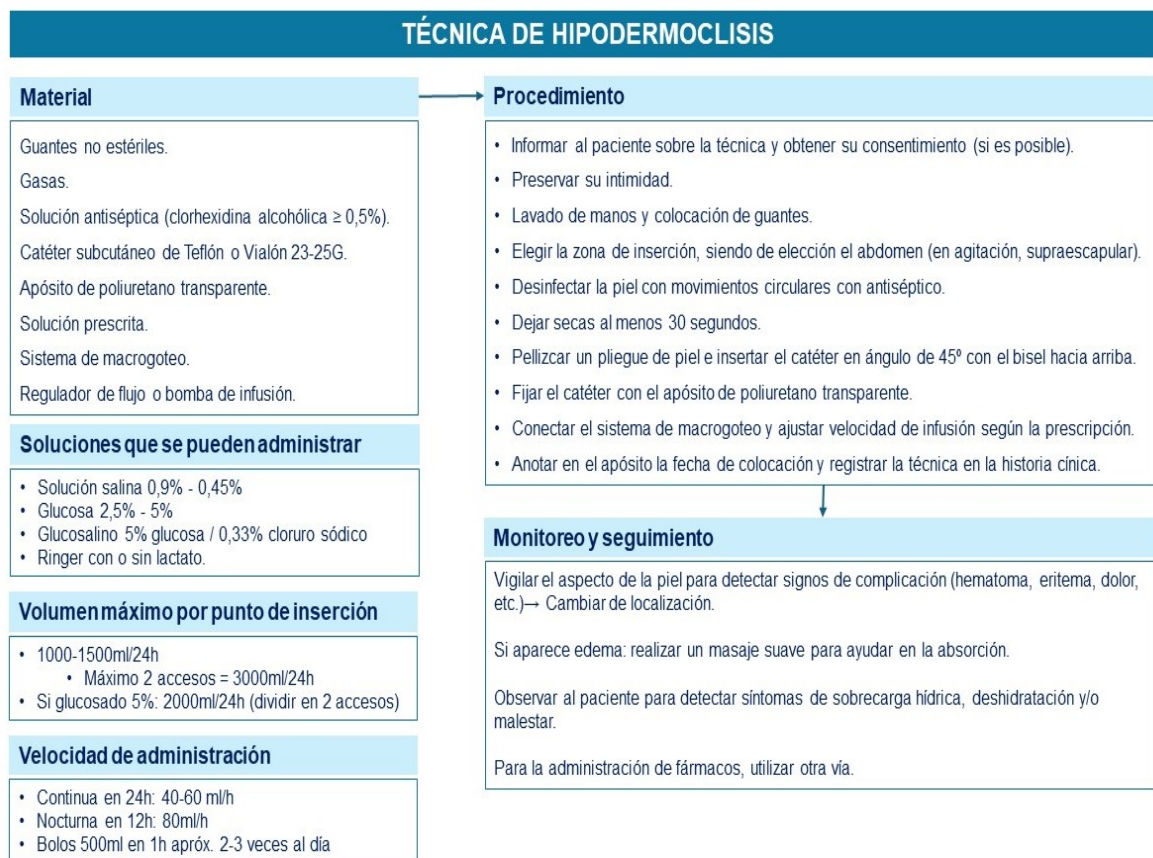 TÉCNICA DE HIPODERMOCLISIS
Material
Guantes no estériles.
Gasas.
Solución antiséptica (clorhexidina alcohólica ≥ 0,5%).
Catéter subcutáneo de Teflón o Vialón 23-25G.
Apósito de poliuretano transparente.
Solución prescrita.
Sistema de macrogoteo.
Regulador de flujo o bomba de infusión.
Soluciones que se pueden administrar
• Solución salina 0,9% - 0,45%
• Glucosa 2,5% - 5%
• Glucosalino 5% glucosa / 0,33% cloruro sódico
• Ringer con o sin lactato.
Volumen máximo por punto de inserción
• 1000-1500ml/24h
• Máximo 2 accesos = 3000ml/24h
• Si glucosado 5%: 2000ml/24h (dividir en 2 accesos)
Velocidad de administración
• Continua en 24h: 40-60 ml/h
• Nocturna en 12h: 80ml/h
• Bolos 500ml en 1h apróx. 2-3 veces al día
Procedimiento
• Informar al paciente sobre la técnica y obtener su consentimiento (si es posible).
• Preservar su intimidad.
• Lavado de manos y colocación de guantes.
• Elegir la zona de inserción, siendo de elección el abdomen (en agitación, supraescapular).
• Desinfectar la piel con movimientos circulares con antiséptico.
• Dejar secas al menos 30 segundos.
• Pellizcar un pliegue de piel e insertar el catéter en ángulo de 45º con el bisel hacia arriba.
• Fijar el catéter con el apósito de poliuretano transparente.
• Conectar el sistema de macrogoteo y ajustar velocidad de infusión según la prescripción.
• Anotar en el apósito la fecha de colocación y registrar la técnica en la historia cínica.
Monitoreo y seguimiento
Vigilar el aspecto de la piel para detectar signos de complicación (hematoma, eritema, dolor,
etc.)→ Cambiar de localización.
Si aparece edema: realizar un masaje suave para ayudar en la absorción.
Observar al paciente para detectar síntomas de sobrecarga hídrica, deshidratación y/o
malestar.
Para la administración de fármacos, utilizar otra vía.